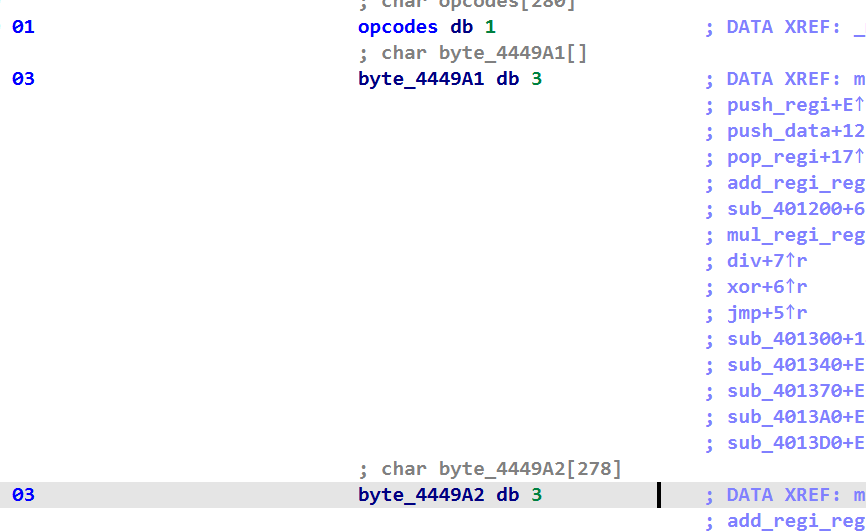 ; char opcodes[280]
01 opcodes db 1 ; DATA XREF: _
; char byte_4449A1[]
03 byte_4449A1 db 3 ; DATA XREF: m
; push_regi+E↑
; push_data+12
; pop_regi+17↑
; add_regi_reg
; sub_401200+6
; mul_regi_reg
; div+7↑r
; xor+6↑r
; jmp+5↑r
; sub_401300+1
; sub_401340+E
; sub_401370+E
; sub_4013A0+E
; sub_4013D0+E
; char byte_4449A2[278]
03 byte_4449A2 db 3 ; DATA XREF: m
; add_regi_reg